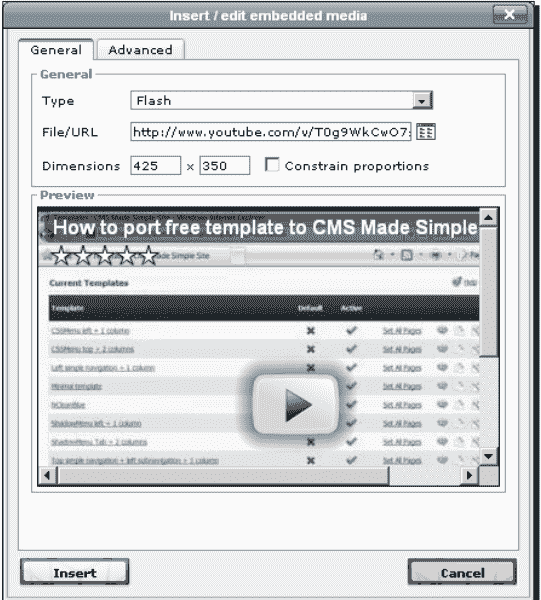 Insert / edit embedded media
General Advanced
General
Type Flash
File/URL http://www.youtube.com/v/T0g9WkCwO7
Dimensions 425 x 350 Constrain proportions
Preview
How to port free template to CMS Made Simple
Made Simple Site
Current Templates
Template Default Active
CSSMenu left + 1 column Set All Pages
CSSMenu top + 2 columns Set All Pages
Left simple navigation + 1 column Set All Pages
Minimal template Set All Pages
NCleanBlue Set All Pages
ShadowMenu left + 1 column Set All Pages
ShadowMenu Tab + 2 columns Set All Pages
Top simple navigation + left subnavigation + 1 column Set All Pages
Insert Cancel